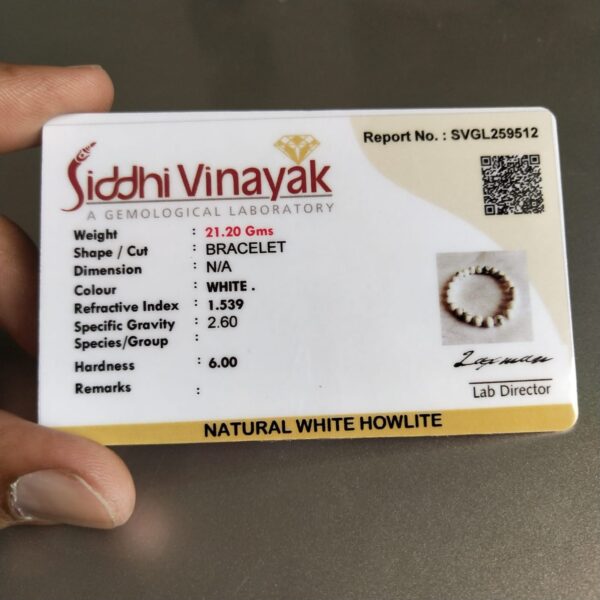 Report No. : SVGL259512
Siddhi Vinayak
A GEMOLOGICAL LABORATORY
Weight : 21.20 Gms
Shape / Cut : BRACELET
Dimension : N/A
Colour : WHITE .
Refractive Index : 1.539
Specific Gravity : 2.60
Species/Group :
Hardness : 6.00
Remarks :
Laxman
Lab Director
NATURAL WHITE HOWLITE